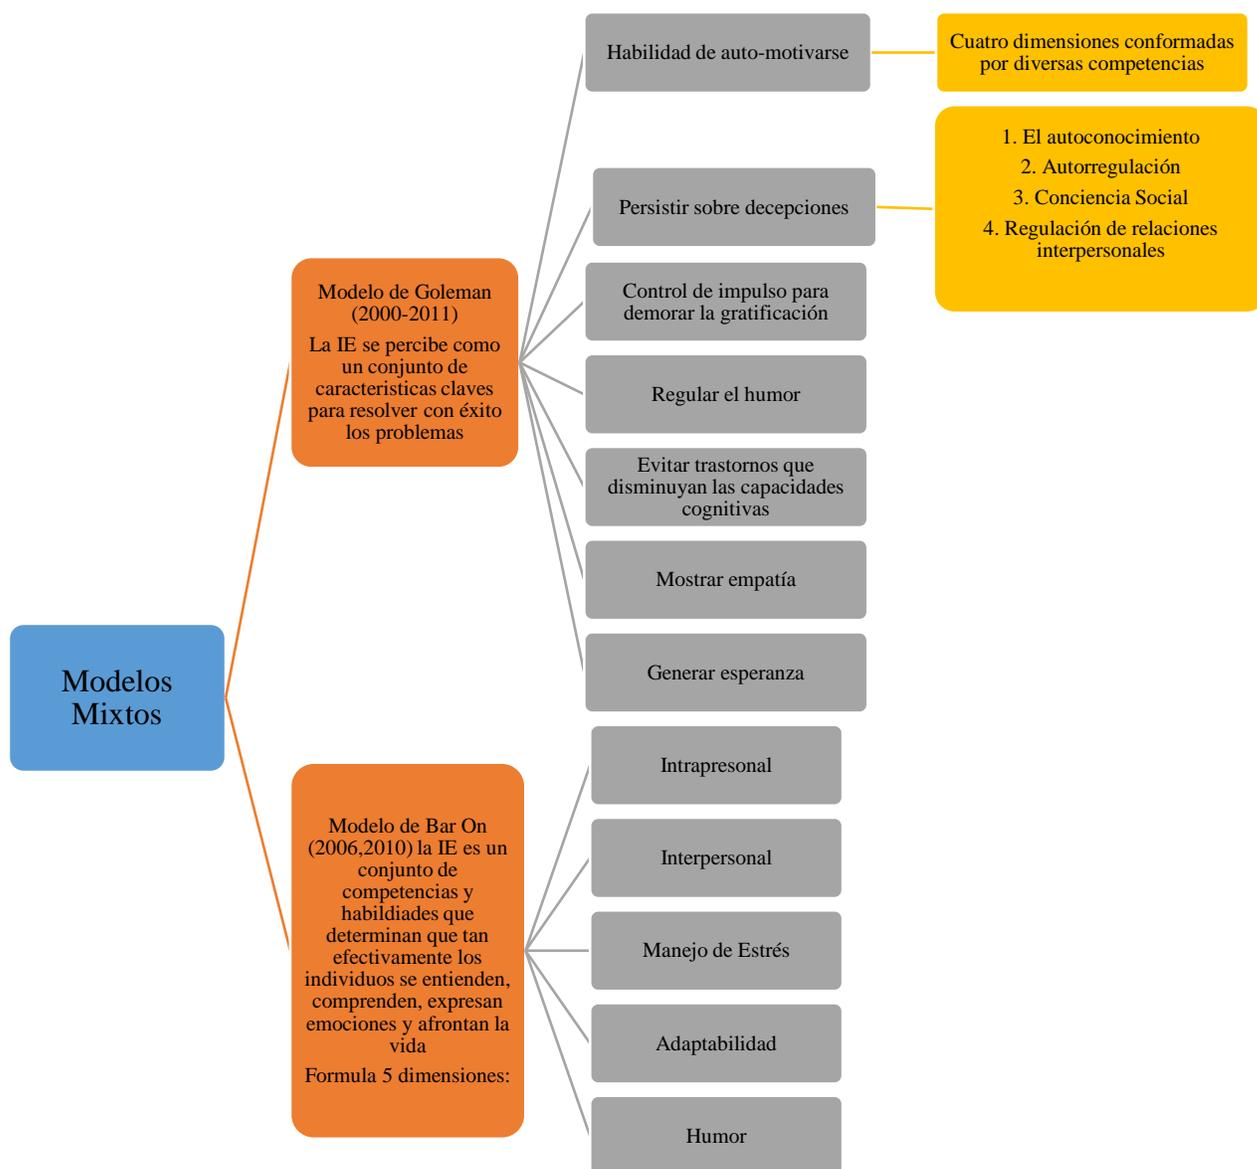 Habilidad de auto-motivarse
Cuatro dimensiones conformadas
por diversas competencias
1. El autoconocimiento
2. Autorregulación
3. Conciencia Social
4. Regulación de relaciones
interpersonales
Persistir sobre decepciones
Modelo de Goleman
(2000-2011)
La IE se percibe como
un conjunto de
caracteristicas claves
para resolver con éxito
los problemas
Control de impulso para
demorar la gratificación
Regular el humor
Evitar trastornos que
disminuyan las capacidades
cognitivas
Mostrar empatía
Generar esperanza
Modelos
Mixtos
Modelo de Bar On
(2006,2010) la IE es un
conjunto de
competencias y
habildiades que
determinan que tan
efectivamente los
individuos se entienden,
comprenden, expresan
emociones y afrontan la
vida
Formula 5 dimensiones:
Intrapresonal
Interpersonal
Manejo de Estrés
Adaptabilidad
Humor